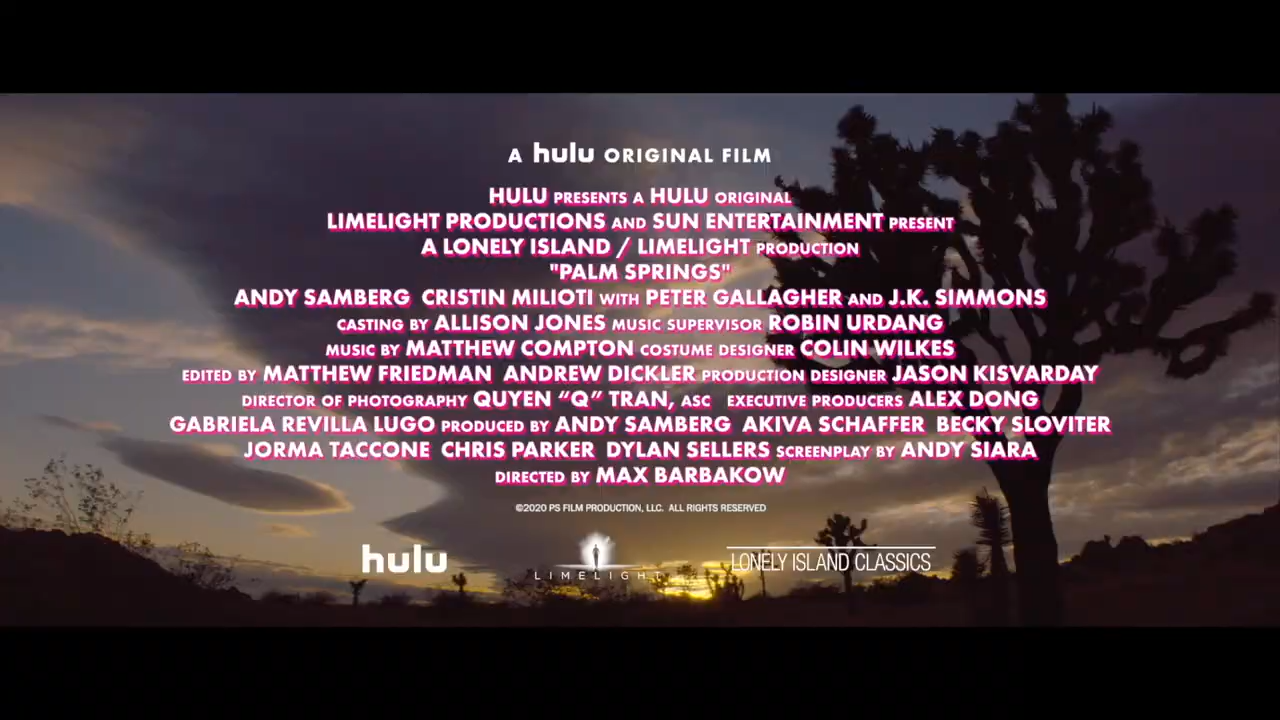 A hulu ORIGINAL FILM
HULU PRESENTS A HULU ORIGINAL
LIMELIGHT PRODUCTIONS AND SUN ENTERTAINMENT PRESENT
A LONELY ISLAND / LIMELIGHT PRODUCTION
"PALM SPRINGS"
ANDY SAMBERG CRISTIN MILIOTI WITH PETER GALLAGHER AND J.K. SIMMONS
CASTING BY ALLISON JONES MUSIC SUPERVISOR ROBIN URDANG
MUSIC BY MATTHEW COMPTON COSTUME DESIGNER COLIN WILKES
EDITED BY MATTHEW FRIEDMAN ANDREW DICKLER PRODUCTION DESIGNER JASON KISVARDAY
DIRECTOR OF PHOTOGRAPHY QUYEN “Q” TRAN, ASC EXECUTIVE PRODUCERS ALEX DONG
GABRIELA REVILLA LUGO PRODUCED BY ANDY SAMBERG AKIVA SCHAFFER BECKY SLOVITER
JORMA TACCONE CHRIS PARKER DYLAN SELLERS SCREENPLAY BY ANDY SIARA
DIRECTED BY MAX BARBAKOW
©2020 PS FILM PRODUCTION, LLC. ALL RIGHTS RESERVED
hulu LIMELIGHT LONELY ISLAND CLASSICS